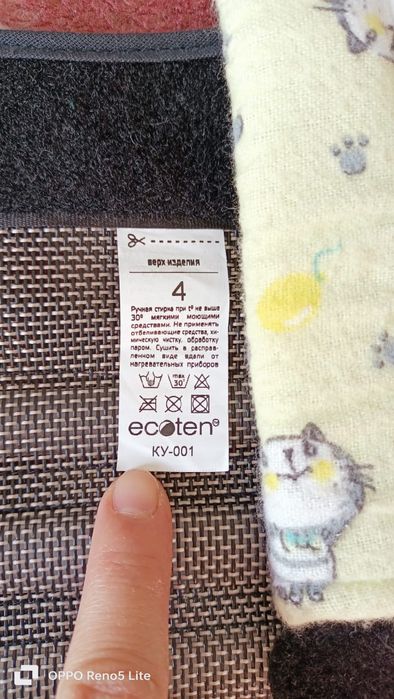 верх изделия
4
Ручная стирка при t° не выше
30° мягкими моющими
средствами. Не применять
отбеливающие средства, хи-
мическую чистку, обработку
паром. Сушить в расправ-
ленном виде вдали от
нагревательных приборов
max
30°
ecoten
КУ-001
OPPO Reno5 Lite